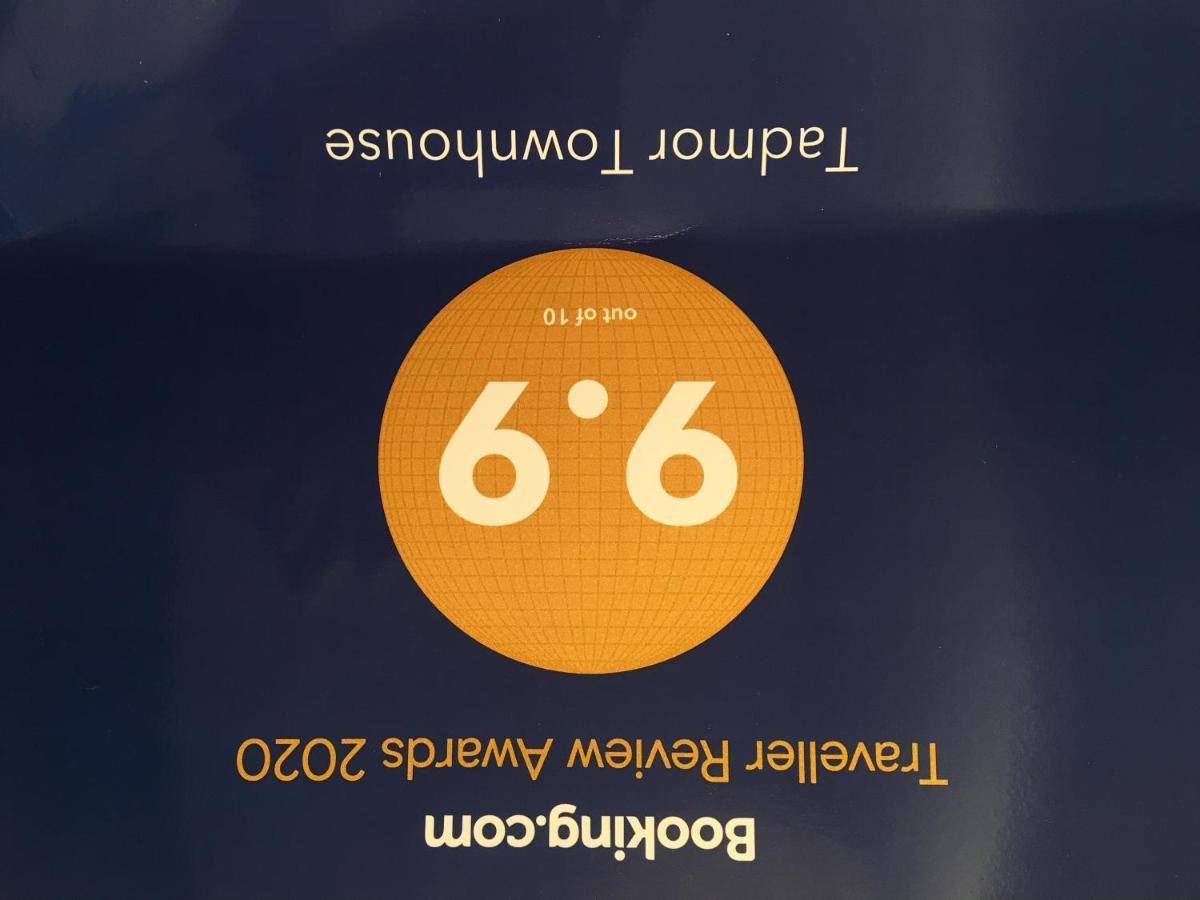 Booking.com
Traveller Review Awards 2020
9.9
out of 10
Tadmor Townhouse